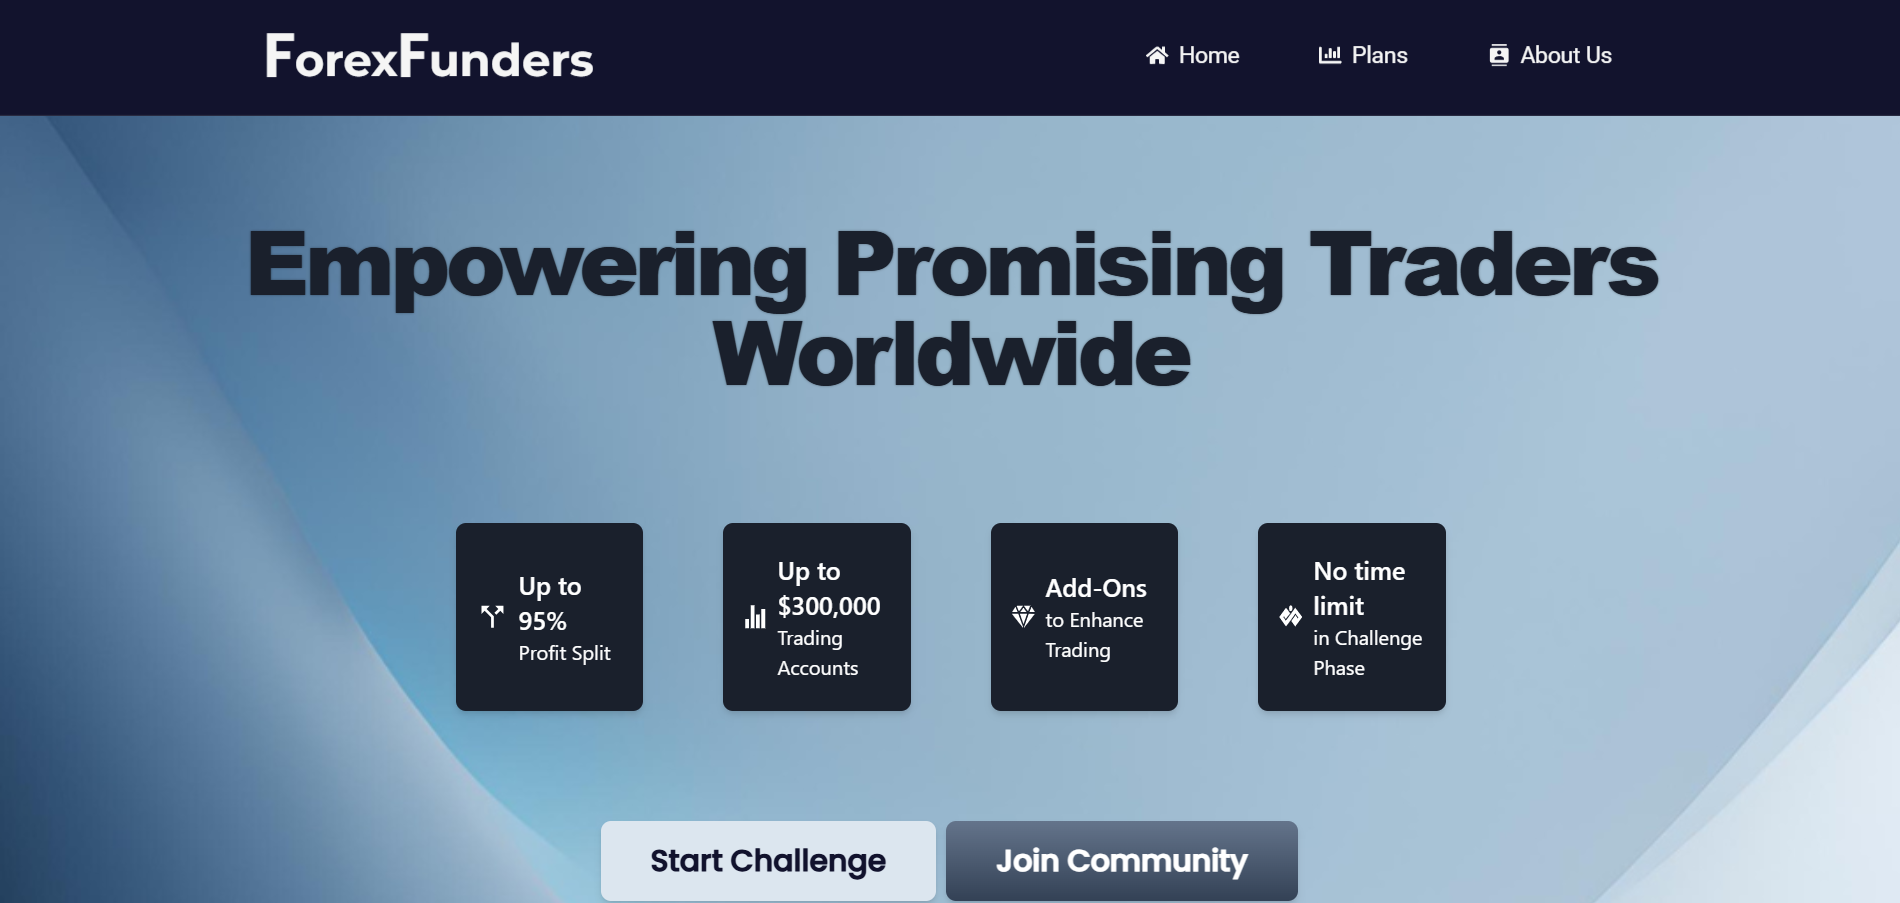 ForexFunders
Home
Plans
About Us
Empowering Promising Traders
Worldwide
Up to
95%
Profit Split
Up to
$300,000
Trading
Accounts
Add-Ons
to Enhance
Trading
No time
limit
in Challenge
Phase
Start Challenge
Join Community